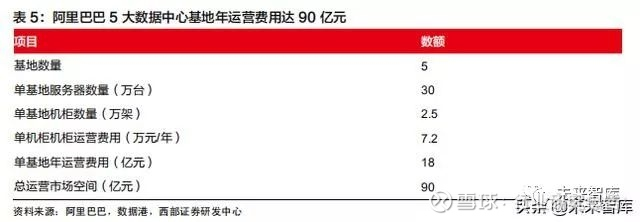 表 5：阿里巴巴 5 大数据中心基地年运营费用达 90 亿元
项目 数额
基地数量 5
单基地服务器数量（万台） 30
单基地机柜数量（万架） 2.5
单机柜机柜运营费用（万元/年） 7.2
单基地年运营费用（亿元） 18
总运营市场空间（亿元） 90
资料来源：阿里巴巴，数据港，西部证券研发中心
雪球：
头条@未来智库